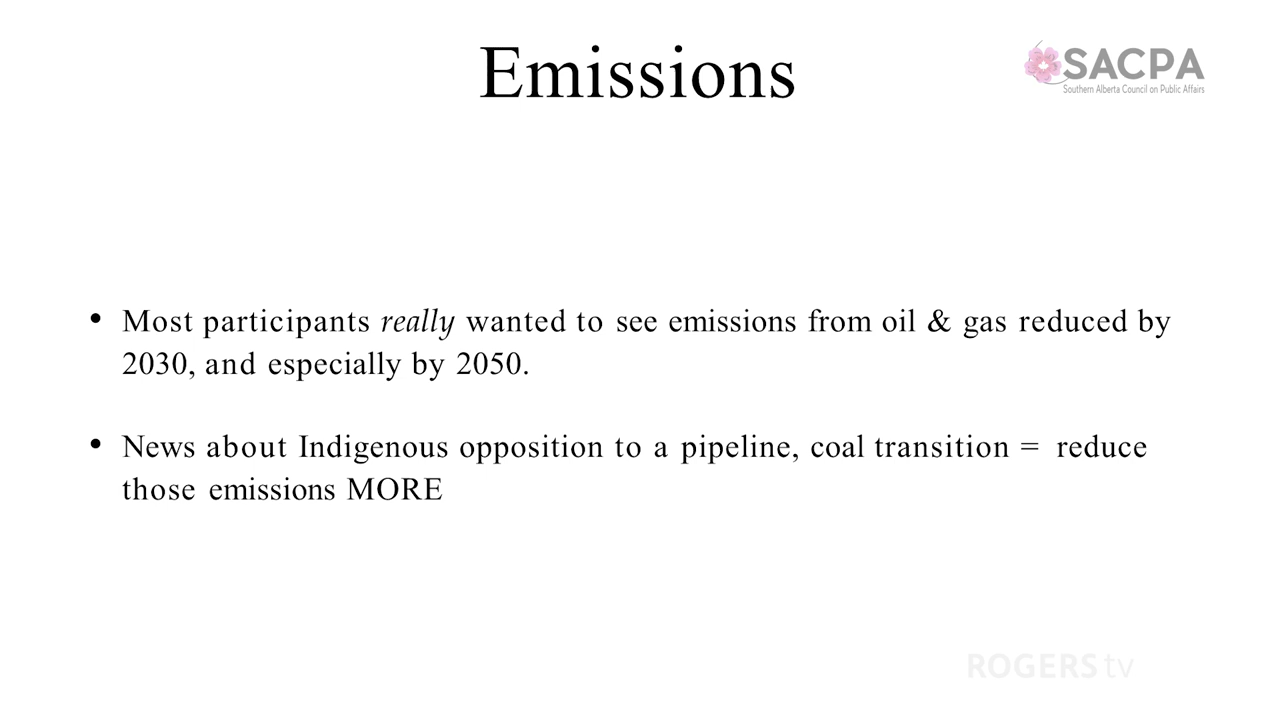 Emissions
SACPA
Southern Alberta Council on Public Affairs
• Most participants really wanted to see emissions from oil & gas reduced by
2030, and especially by 2050.
• News about Indigenous opposition to a pipeline, coal transition = reduce
those emissions MORE
ROGERS tv